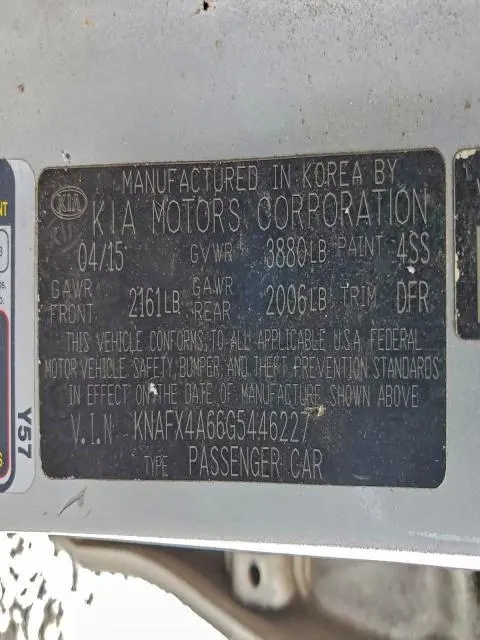 MANUFACTURED IN KOREA BY
KIA KIA MOTORS CORPORATION
04/15 GVWR 3880LB PAINT 4SS
GAWR FRONT 2161LB GAWR REAR 2006LB TRIM DFR
THIS VEHICLE CONFORMS TO ALL APPLICABLE U.S.A. FEDERAL
MOTOR VEHICLE SAFETY, BUMPER, AND THEFT PREVENTION STANDARDS
IN EFFECT ON THE DATE OF MANUFACTURE SHOWN ABOVE
V.I.N KNAFX4A66G5446227
TYPE PASSENGER CAR
Y57